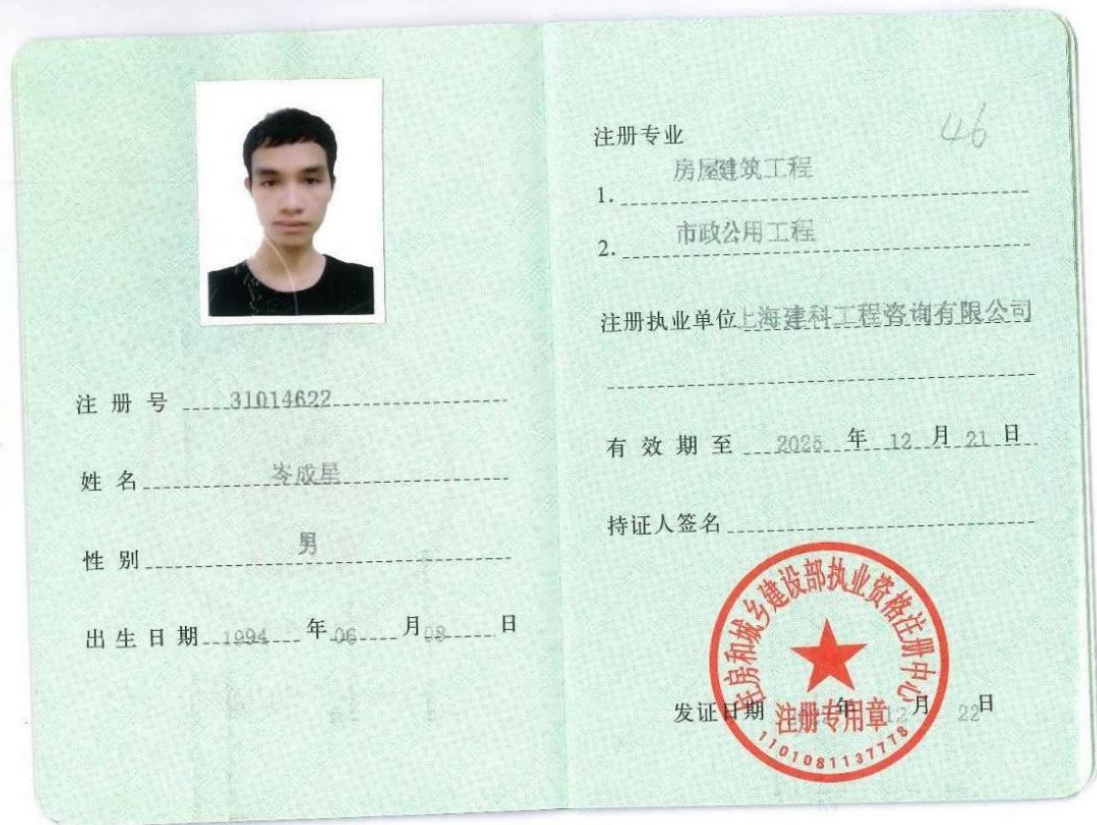 注册号 31014622
姓名 岑成星
性别 男
出生日期 1994 年 06 月 08 日
46
注册专业
1. 房屋建筑工程
2. 市政公用工程
注册执业单位 上海建科工程咨询有限公司
有效期至 2025 年 12 月 21 日
持证人签名
住房和城乡建设部执业资格注册中心
发证日期 年 12 月 22 日
注册专用章
1101081137778